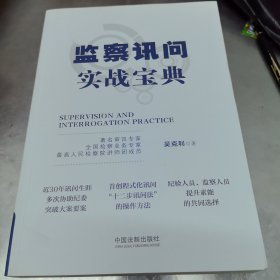 监察讯问
实战宝典
SUPERVISION AND
INTERROGATION PRACTICE
著名审讯专家
全国检察业务专家
最高人民检察院讲师团成员
吴克利 著
近30年讯问生涯
多次协助纪委
突破大案要案
首创程式化讯问
“十二步讯问法”
的操作方法
纪检人员、监察人员
提升素能
的共同选择
中国法制出版社